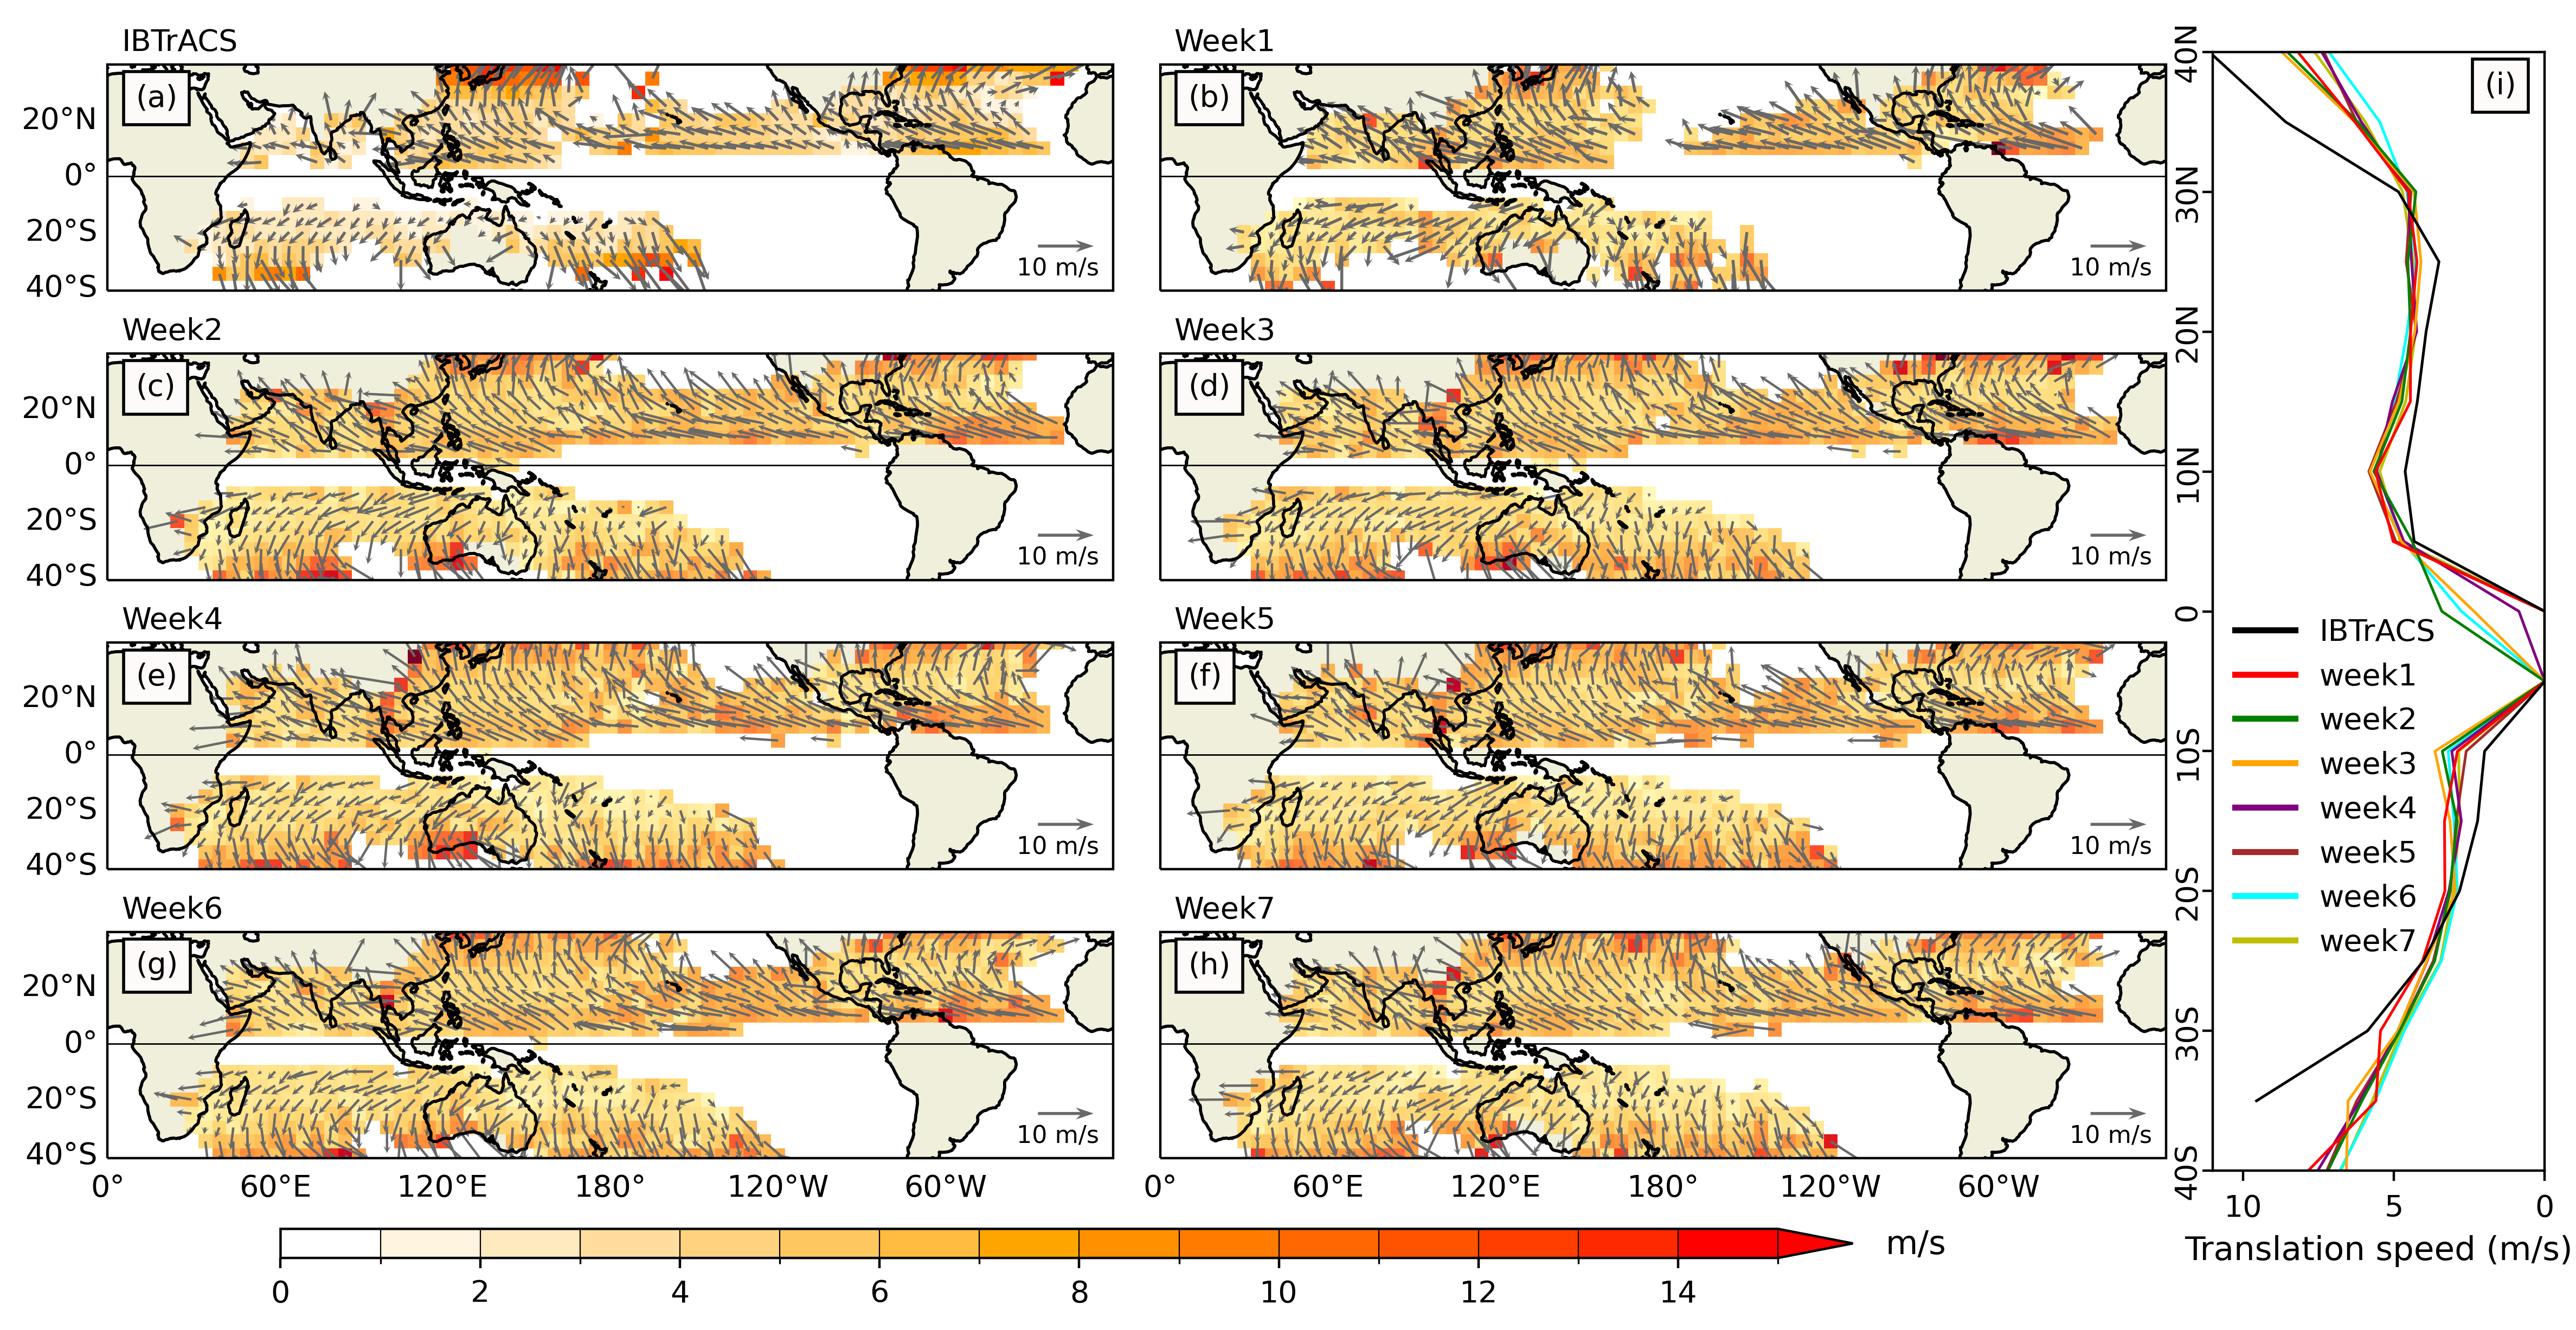 IBTrACS
(a)
20°N
0°
20°S
40°S
10 m/s
Week1
(b)
10 m/s
Week2
(c)
20°N
0°
20°S
40°S
10 m/s
Week3
(d)
10 m/s
Week4
(e)
20°N
0°
20°S
40°S
10 m/s
Week5
(f)
10 m/s
Week6
(g)
20°N
0°
20°S
40°S
10 m/s
0° 60°E 120°E 180° 120°W 60°W
Week7
(h)
10 m/s
0° 60°E 120°E 180° 120°W 60°W
0 2 4 6 8 10 12 14
m/s
(i)
40N
30N
20N
10N
0
10S
20S
30S
40S
IBTrACS
week1
week2
week3
week4
week5
week6
week7
10 5 0
Translation speed (m/s)